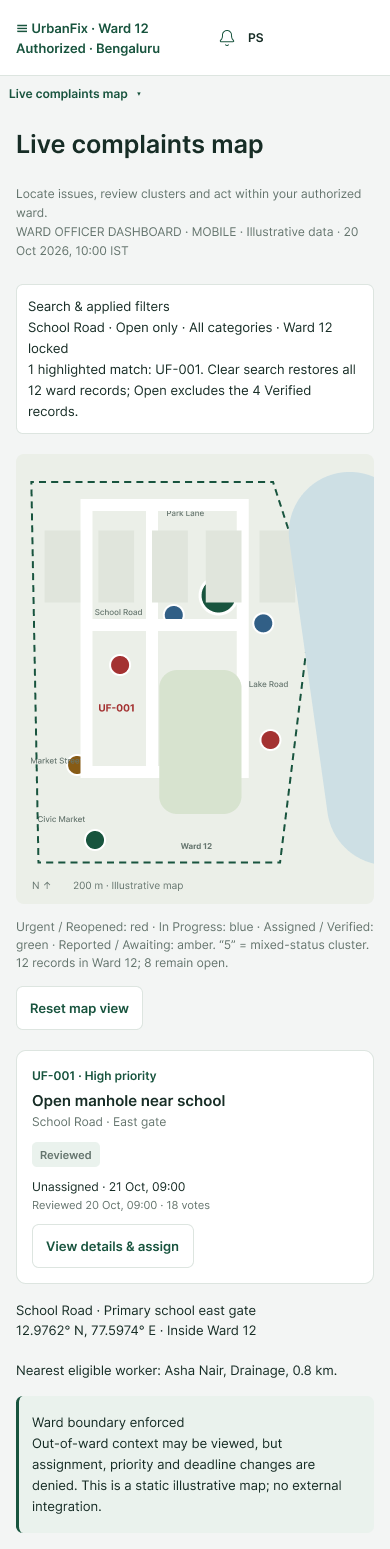 ≡ UrbanFix · Ward 12
Authorized · Bengaluru
PS
Live complaints map ▾
Live complaints map
Locate issues, review clusters and act within your authorized
ward.
WARD OFFICER DASHBOARD · MOBILE · Illustrative data · 20
Oct 2026, 10:00 IST
Search & applied filters
School Road · Open only · All categories · Ward 12
locked
1 highlighted match: UF-001. Clear search restores all
12 ward records; Open excludes the 4 Verified
records.
Park Lane
School Road
Lake Road
UF-001
Market
Civic Market
Ward 12
N ↑ 200 m · Illustrative map
Urgent / Reopened: red · In Progress: blue · Assigned / Verified:
green · Reported / Awaiting: amber. “5” = mixed-status cluster.
12 records in Ward 12; 8 remain open.
Reset map view
UF-001 · High priority
Open manhole near school
School Road · East gate
Reviewed
Unassigned · 21 Oct, 09:00
Reviewed 20 Oct, 09:00 · 18 votes
View details & assign
School Road · Primary school east gate
12.9762° N, 77.5974° E · Inside Ward 12
Nearest eligible worker: Asha Nair, Drainage, 0.8 km.
Ward boundary enforced
Out-of-ward context may be viewed, but
assignment, priority and deadline changes are
denied. This is a static illustrative map; no external
integration.